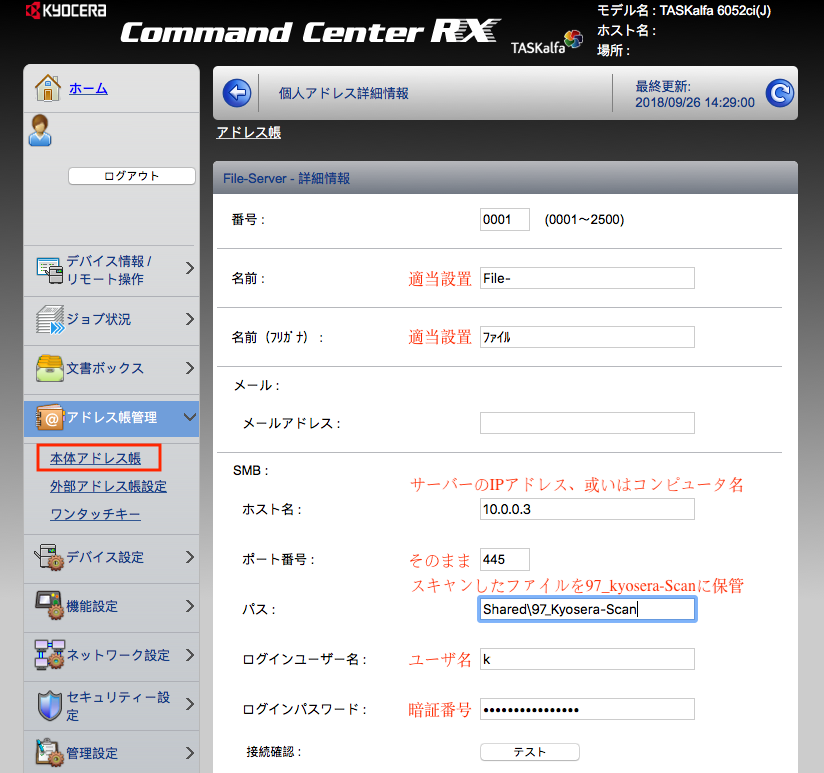 KYOCERA
Command Center RX
TASKalfa
モデル名 : TASKalfa 6052ci(J)
ホスト名 :
場所 :
ホーム
ログアウト
デバイス情報 /
リモート操作
ジョブ状況
文書ボックス
アドレス帳管理
本体アドレス帳
外部アドレス帳設定
ワンタッチキー
デバイス設定
機能設定
ネットワーク設定
セキュリティー設
定
管理設定
個人アドレス詳細情報
最終更新:
2018/09/26 14:29:00
アドレス帳
File-Server - 詳細情報
番号 : 0001 (0001～2500)
名前 : 適当設置 File-
名前（ﾌﾘｶﾞﾅ） : 適当設置 ﾌｧｲﾙ
メール :
メールアドレス :
SMB :
サーバーのIPアドレス、或いはコンピュータ名
ホスト名 : 10.0.0.3
ポート番号 : そのまま 445
スキャンしたファイルを97_kyosera-Scanに保管
パス : Shared\97_Kyosera-Scan
ログインユーザー名 : ユーザ名 k
ログインパスワード : 暗証番号 ••••••••••••••••
接続確認 : テスト